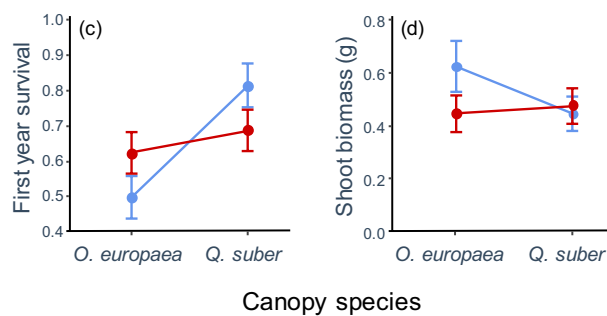 (c)
First year survival
1.0
0.9
0.8
0.7
0.6
0.5
0.4
O. europaea Q. suber
(d)
Shoot biomass (g)
0.8
0.6
0.4
0.2
0.0
O. europaea Q. suber
Canopy species